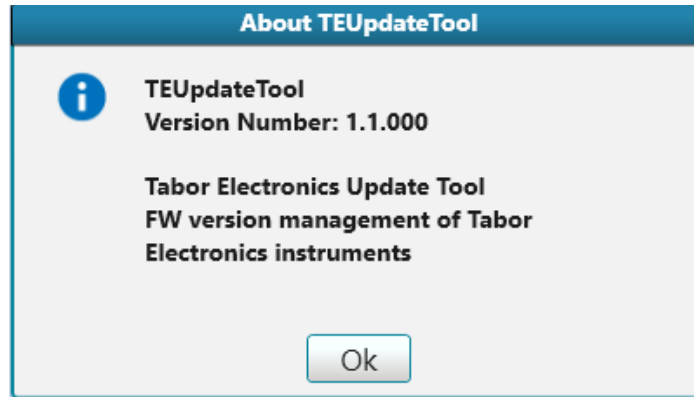 About TEUpdateTool
TEUpdateTool
Version Number: 1.1.000
Tabor Electronics Update Tool
FW version management of Tabor
Electronics instruments
Ok